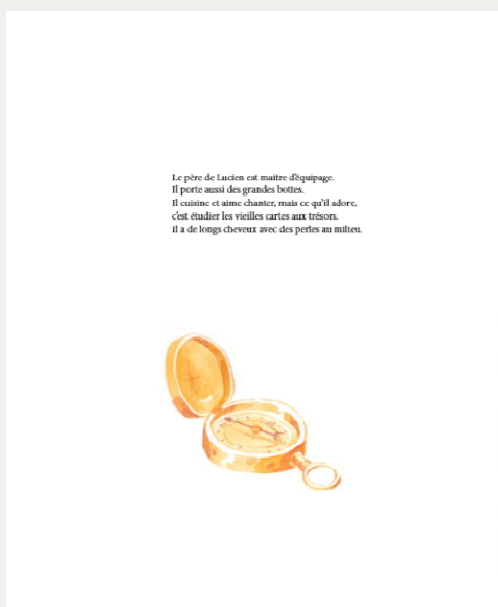 Le père de Lucien est maître d'équipage.
Il porte aussi des grandes bottes.
Il cuisine et aime chanter, mais ce qu'il adore,
c'est étudier les vieilles cartes aux trésors.
Il a de longs cheveux avec des perles au milieu.